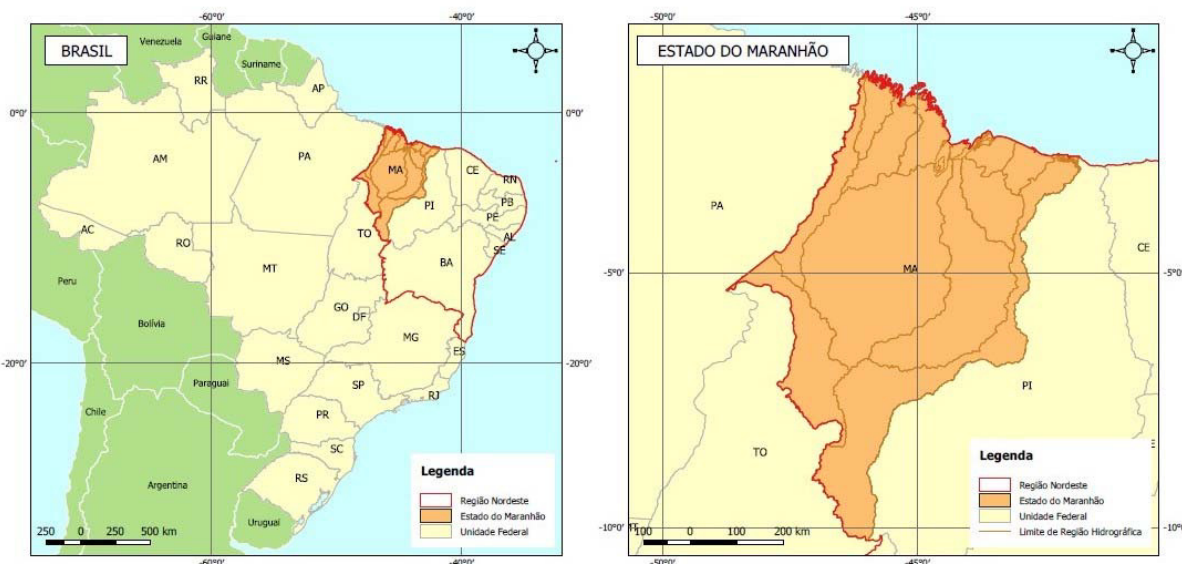 -60°0'
-40°0'
BRASIL
Venezuela
Guiane
Suriname
RR
AP
0°0'
0°0'
AM
PA
MA
CE
RN
PB
PE
PI
AL
SE
TO
AC
RO
BA
Peru
MT
GO
DF
Bolívia
MG
ES
-20°0'
-20°0'
MS
SP
RJ
Paraguai
Chile
PR
SC
RS
Argentina
Uruguai
Legenda
Região Nordeste
Estado do Maranhão
Unidade Federal
250 0 250 500 km
-60°0'
-40°0'
-50°0'
-45°0'
ESTADO DO MARANHÃO
PA
CE
MA
-5°0'
-5°0'
PI
TO
Legenda
Região Nordeste
Estado do Maranhão
Unidade Federal
Limite de Região Hidrográfica
-10°0'
-10°0'
100 0 100 200 km
-50°0'
-45°0'